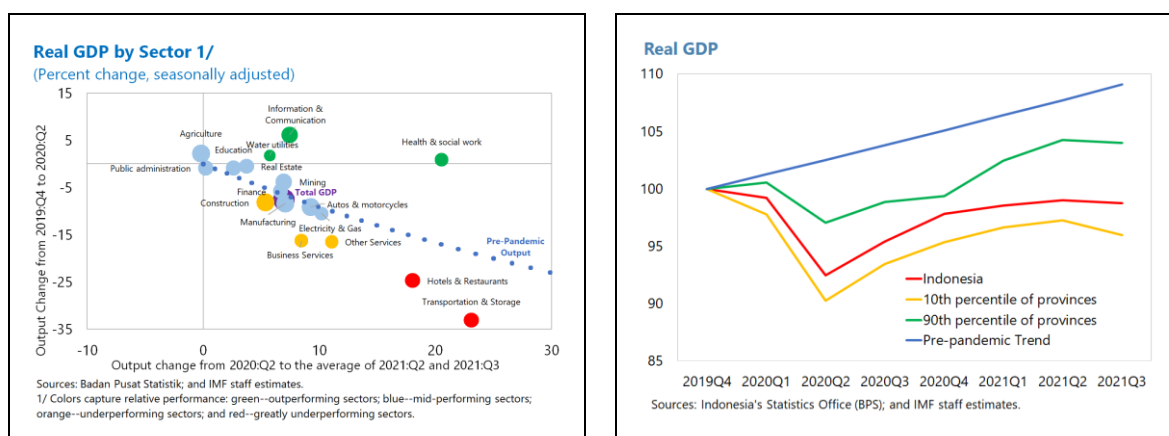 Real GDP by Sector 1/
(Percent change, seasonally adjusted)
Output Change from 2019:Q4 to 2020:Q2
15
5
-5
-15
-25
-35
Information &
Communication
Agriculture
Water utilities
Education
Health & social work
Public administration
Real Estate
Mining
Finance
Total GDP
Construction
Autos & motorcycles
Manufacturing
Electricity & Gas
Other Services
Business Services
Pre-Pandemic
Output
Hotels & Restaurants
Transportation & Storage
-10 0 10 20 30
Output change from 2020:Q2 to the average of 2021:Q2 and 2021:Q3
Sources: Badan Pusat Statistik; and IMF staff estimates.
1/ Colors capture relative performance: green--outperforming sectors; blue--mid-performing sectors;
orange--underperforming sectors; and red--greatly underperforming sectors.
Real GDP
110
105
100
95
90
85
Indonesia
10th percentile of provinces
90th percentile of provinces
Pre-pandemic Trend
2019Q4 2020Q1 2020Q2 2020Q3 2020Q4 2021Q1 2021Q2 2021Q3
Sources: Indonesia's Statistics Office (BPS); and IMF staff estimates.